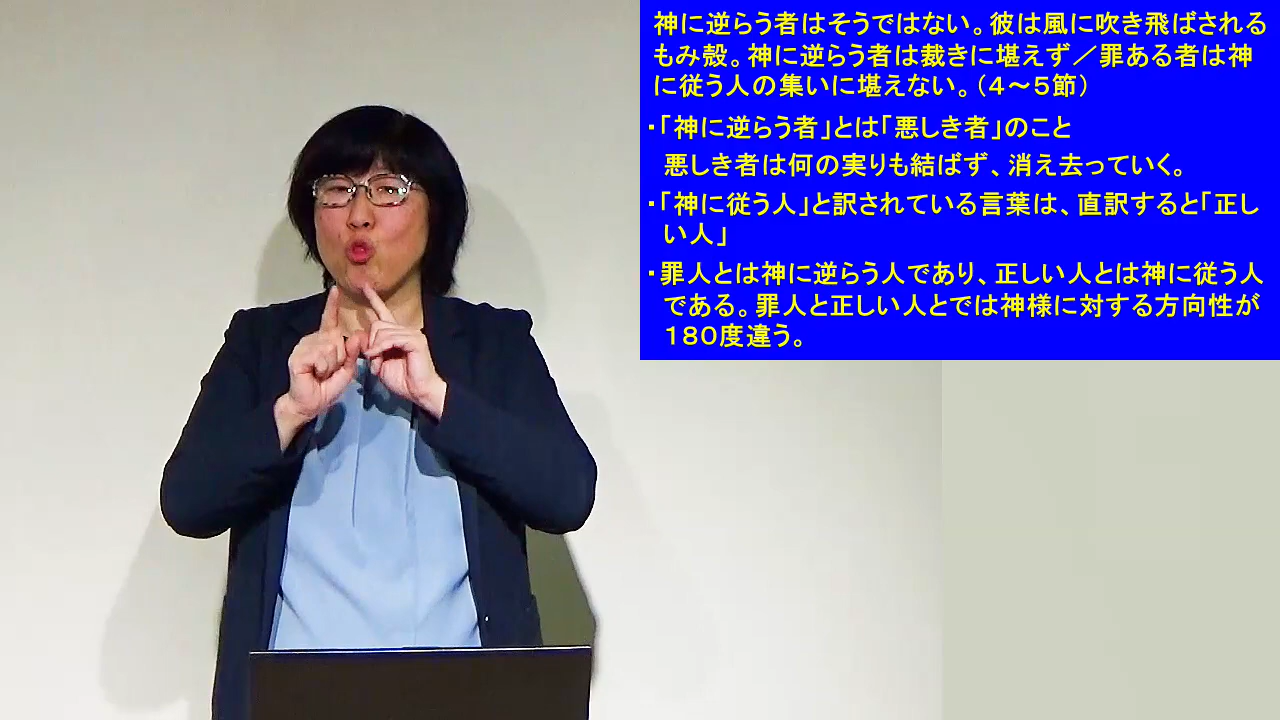 神に逆らう者はそうではない。彼は風に吹き飛ばされる
もみ殻。神に逆らう者は裁きに堪えず／罪ある者は神
に従う人の集いに堪えない。（４～５節）
・「神に逆らう者」とは「悪しき者」のこと
悪しき者は何の実りも結ばず、消え去っていく。
・「神に従う人」と訳されている言葉は、直訳すると「正し
い人」
・罪人とは神に逆らう人であり、正しい人とは神に従う人
である。罪人と正しい人とでは神様に対する方向性が
１８０度違う。